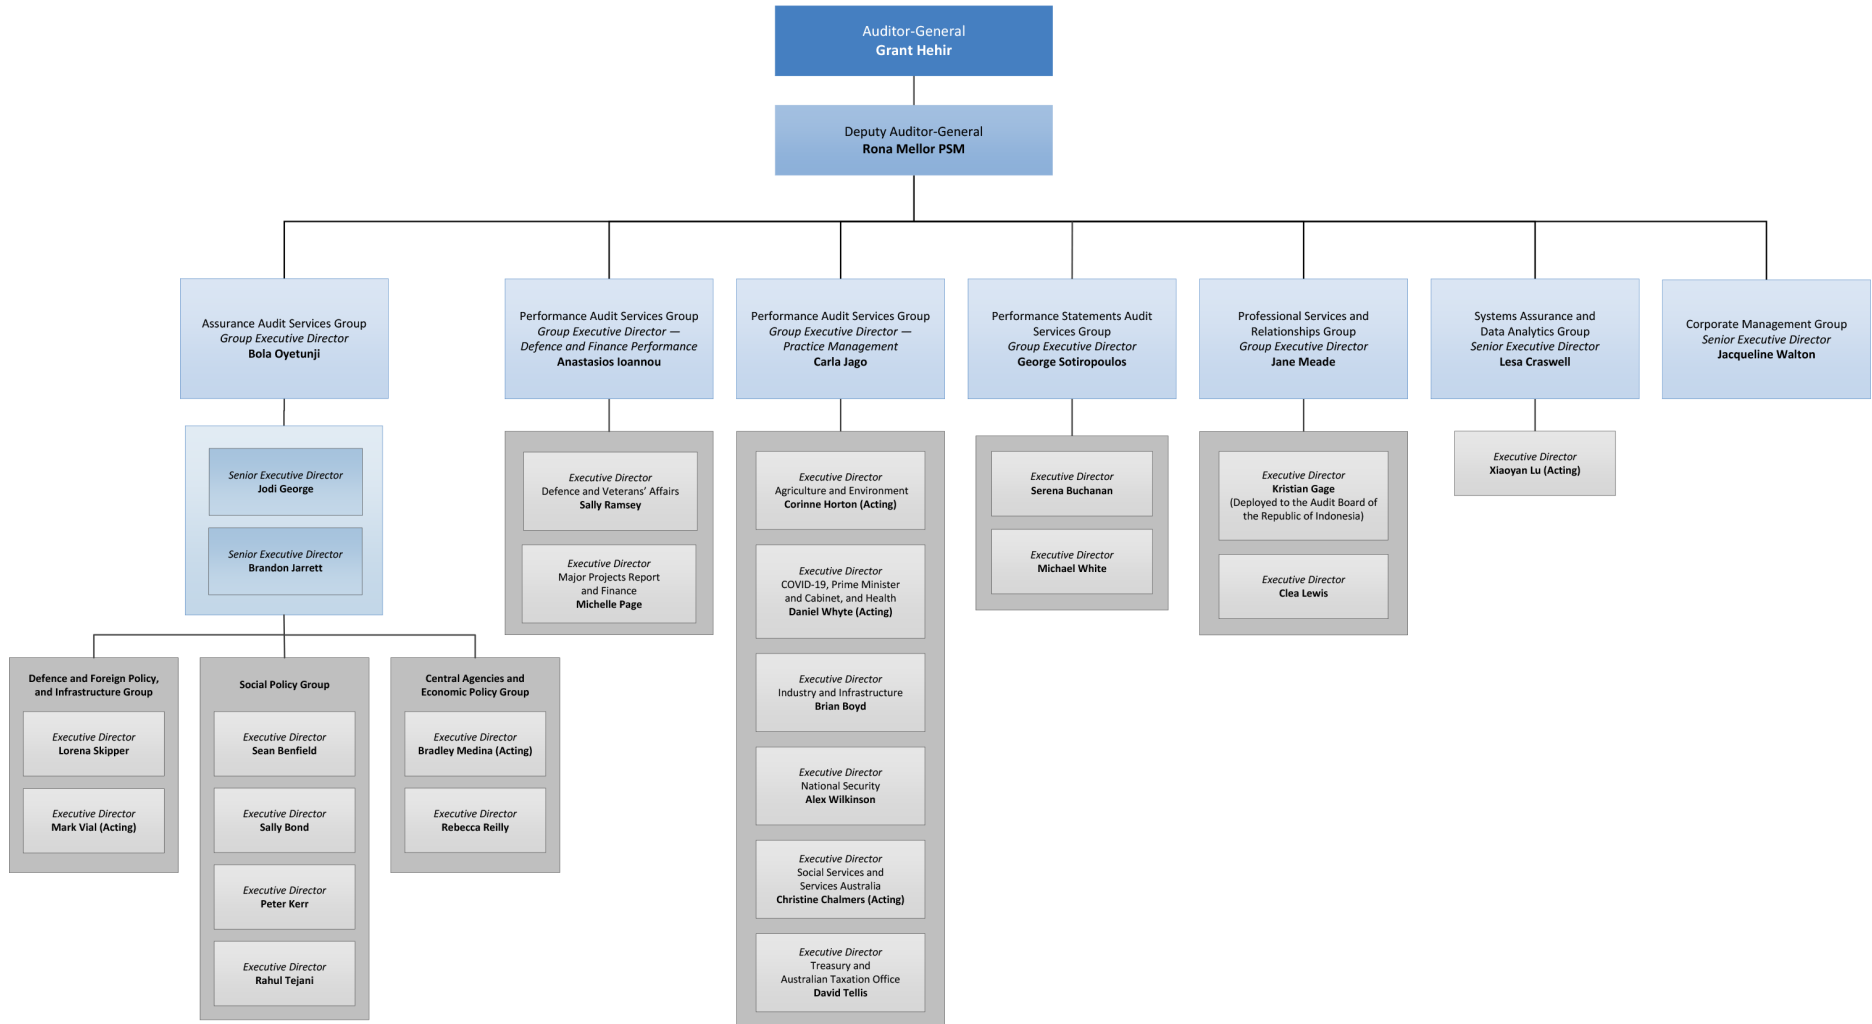 Auditor-General
Grant Hehir
Deputy Auditor-General
Rona Mellor PSM
Assurance Audit Services Group
Group Executive Director
Bola Oyetunji
Performance Audit Services Group
Group Executive Director —
Defence and Finance Performance
Anastasios Ioannou
Performance Audit Services Group
Group Executive Director —
Practice Management
Carla Jago
Performance Statements Audit
Services Group
Group Executive Director
George Sotiropoulos
Professional Services and
Relationships Group
Group Executive Director
Jane Meade
Systems Assurance and
Data Analytics Group
Senior Executive Director
Lesa Craswell
Corporate Management Group
Senior Executive Director
Jacqueline Walton
Senior Executive Director
Jodi George
Senior Executive Director
Brandon Jarrett
Defence and Foreign Policy,
and Infrastructure Group
Executive Director
Lorena Skipper
Executive Director
Mark Vial (Acting)
Social Policy Group
Executive Director
Sean Benfield
Executive Director
Sally Bond
Executive Director
Peter Kerr
Executive Director
Rahul Tejani
Central Agencies and
Economic Policy Group
Executive Director
Bradley Medina (Acting)
Executive Director
Rebecca Reilly
Executive Director
Defence and Veterans’ Affairs
Sally Ramsey
Executive Director
Major Projects Report
and Finance
Michelle Page
Executive Director
Agriculture and Environment
Corinne Horton (Acting)
Executive Director
COVID-19, Prime Minister
and Cabinet, and Health
Daniel Whyte (Acting)
Executive Director
Industry and Infrastructure
Brian Boyd
Executive Director
National Security
Alex Wilkinson
Executive Director
Social Services and
Services Australia
Christine Chalmers (Acting)
Executive Director
Treasury and
Australian Taxation Office
David Tellis
Executive Director
Serena Buchanan
Executive Director
Michael White
Executive Director
Kristian Gage
(Deployed to the Audit Board of
the Republic of Indonesia)
Executive Director
Clea Lewis
Executive Director
Xiaoyan Lu (Acting)